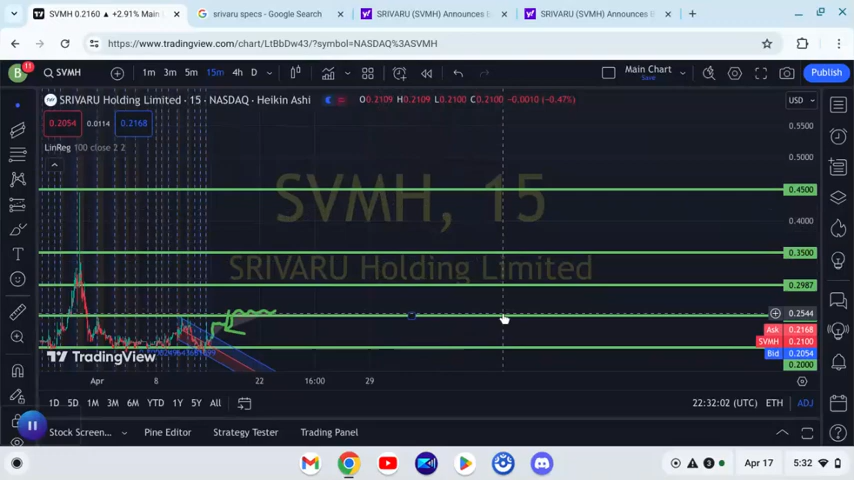 SVMH 0.2160 ▲ +2.91% Main
srivaru specs - Google Search
SRIVARU (SVMH) Announces
SRIVARU (SVMH) Announces
https://www.tradingview.com/chart/LtBbDw43/?symbol=NASDAQ%3ASVMH
B
11
SVMH
1m 3m 5m 15m 4h D
Main Chart
Save
Publish
SRIVARU Holding Limited · 15 · NASDAQ · Heikin Ashi
O0.2109 H0.2109 L0.2100 C0.2100 -0.0010 (-0.47%)
USD
0.2054
0.0114
0.2168
LinReg 100 close 2 2
SVMH, 15
SRIVARU Holding Limited
0.5500
0.5000
0.4500
0.4000
0.3500
0.2987
0.2544
Ask 0.2168
SVMH 0.2100
Bid 0.2054
0.2000
TradingView
Apr 8 22 16:00 29
1D 5D 1M 3M 6M YTD 1Y 5Y All
22:32:02 (UTC) ETH ADJ
Stock Screen... Pine Editor Strategy Tester Trading Panel
3
Apr 17
5:32